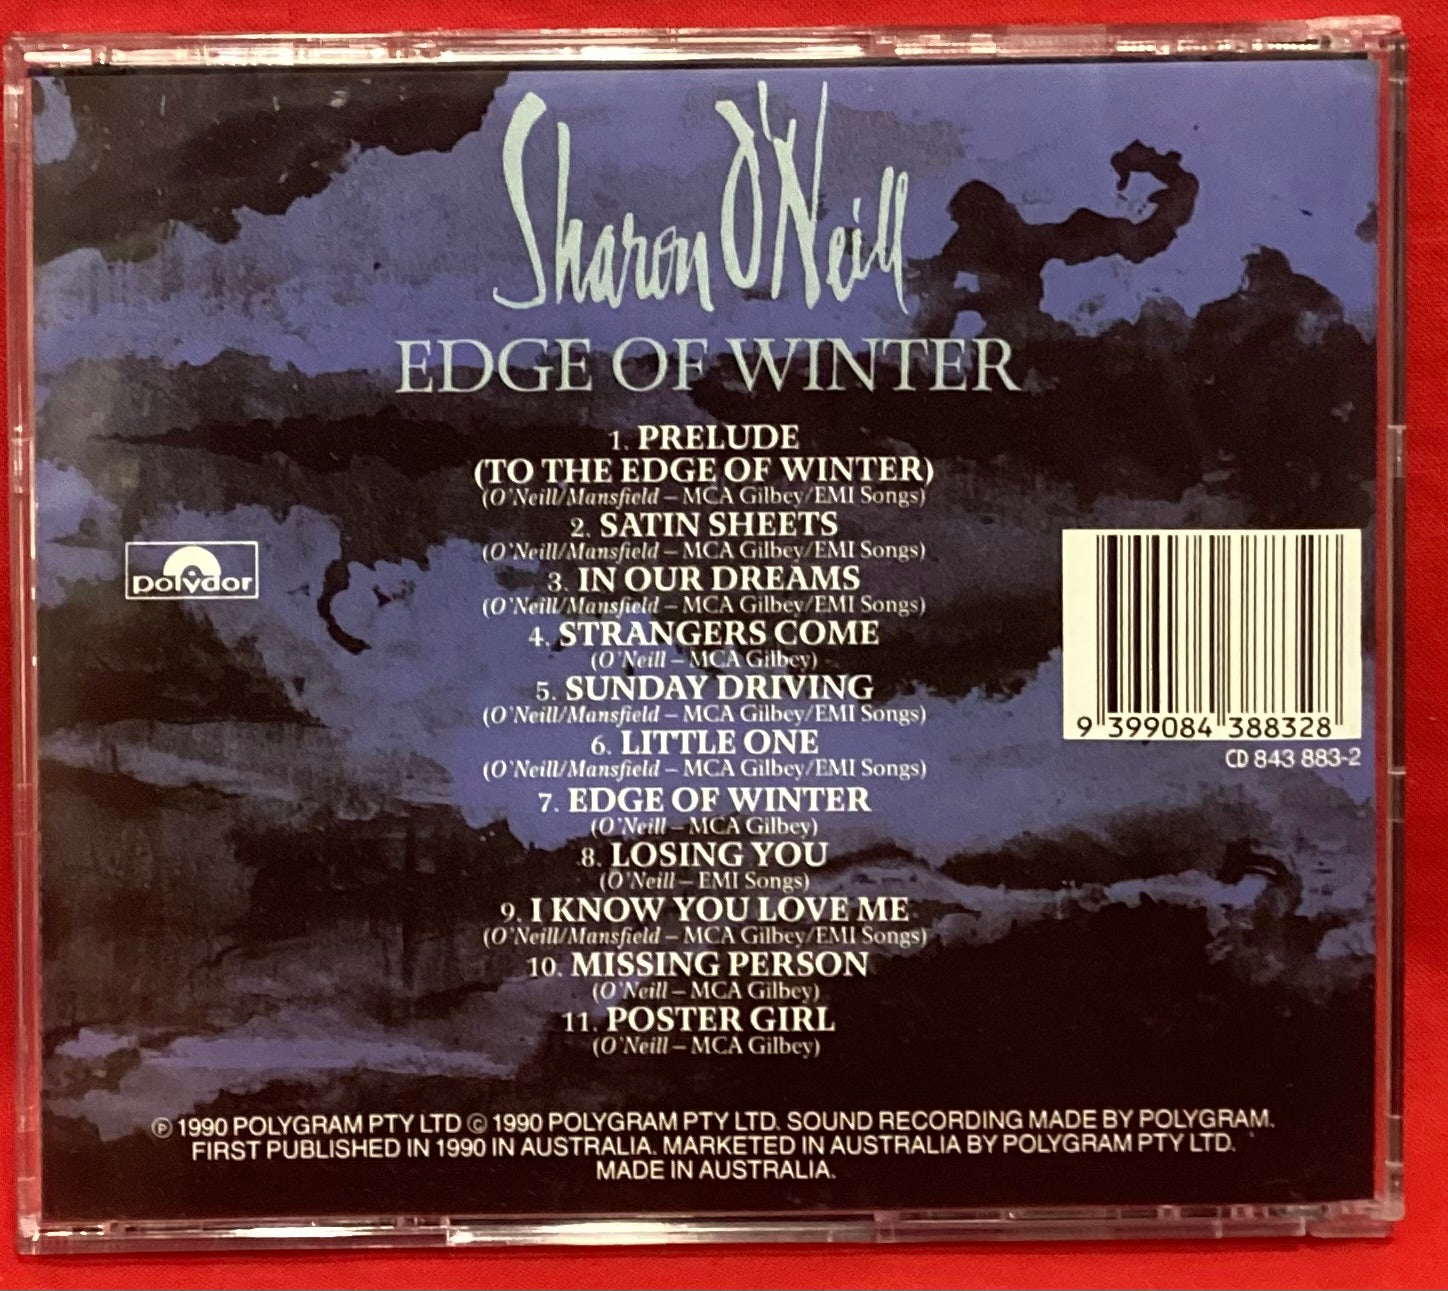 Sharon O'Neill
EDGE OF WINTER
1. PRELUDE
(TO THE EDGE OF WINTER)
(O'Neill/Mansfield – MCA Gilbey/EMI Songs)
2. SATIN SHEETS
(O'Neill/Mansfield – MCA Gilbey/EMI Songs)
3. IN OUR DREAMS
(O'Neill/Mansfield – MCA Gilbey/EMI Songs)
4. STRANGERS COME
(O'Neill – MCA Gilbey)
5. SUNDAY DRIVING
(O'Neill/Mansfield – MCA Gilbey/EMI Songs)
6. LITTLE ONE
(O'Neill/Mansfield – MCA Gilbey/EMI Songs)
7. EDGE OF WINTER
(O'Neill – MCA Gilbey)
8. LOSING YOU
(O'Neill – EMI Songs)
9. I KNOW YOU LOVE ME
(O'Neill/Mansfield – MCA Gilbey/EMI Songs)
10. MISSING PERSON
(O'Neill – MCA Gilbey)
11. POSTER GIRL
(O'Neill – MCA Gilbey)
polydor
9 399084 388328
CD 843 883-2
℗ 1990 POLYGRAM PTY LTD © 1990 POLYGRAM PTY LTD. SOUND RECORDING MADE BY POLYGRAM.
FIRST PUBLISHED IN 1990 IN AUSTRALIA. MARKETED IN AUSTRALIA BY POLYGRAM PTY LTD.
MADE IN AUSTRALIA.